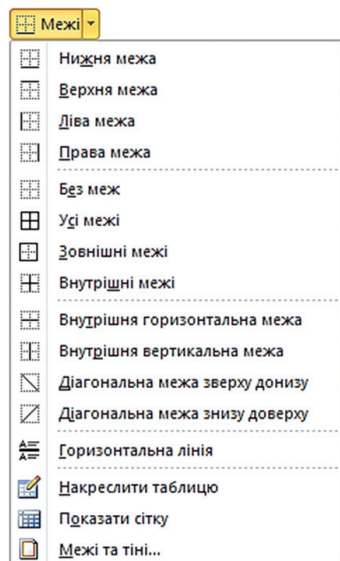 Межі
Нижня межа
Верхня межа
Ліва межа
Права межа
Без меж
Усі межі
Зовнішні межі
Внутрішні межі
Внутрішня горизонтальна межа
Внутрішня вертикальна межа
Діагональна межа зверху донизу
Діагональна межа знизу доверху
Горизонтальна лінія
Накреслити таблицю
Показати сітку
Межі та тіні...